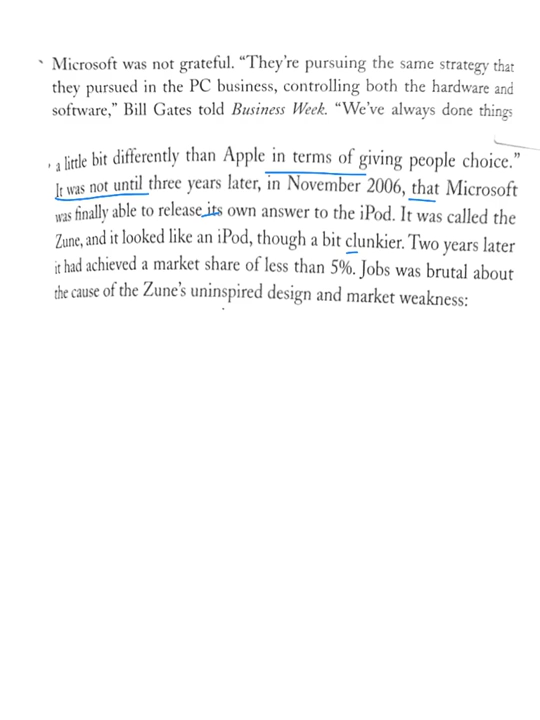 Microsoft was not grateful. “They’re pursuing the same strategy that
they pursued in the PC business, controlling both the hardware and
software,” Bill Gates told Business Week. “We’ve always done things
a little bit differently than Apple in terms of giving people choice.”
It was not until three years later, in November 2006, that Microsoft
was finally able to release its own answer to the iPod. It was called the
Zune, and it looked like an iPod, though a bit clunkier. Two years later
it had achieved a market share of less than 5%. Jobs was brutal about
the cause of the Zune’s uninspired design and market weakness: